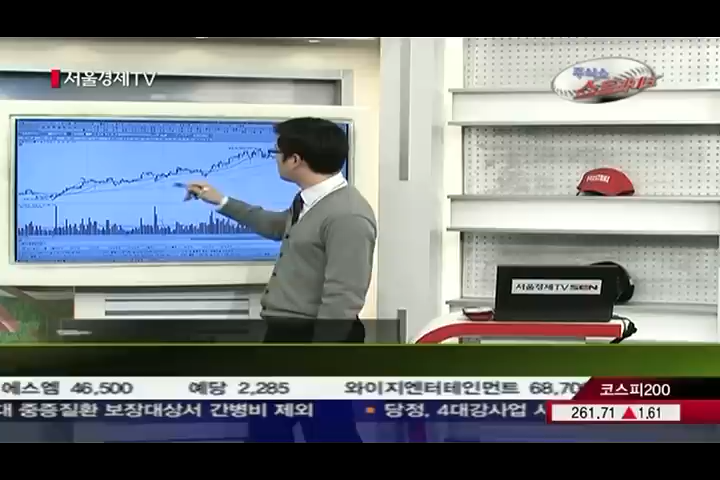 서울경제TV
주식쇼
서울경제TV SEN
에스엠 46,500 예당 2,285 와이지엔터테인먼트 68,70
코스피200
대 중증질환 보장대상서 간병비 제외 ▪ 당정, 4대강사업
261.71 ▲1.61